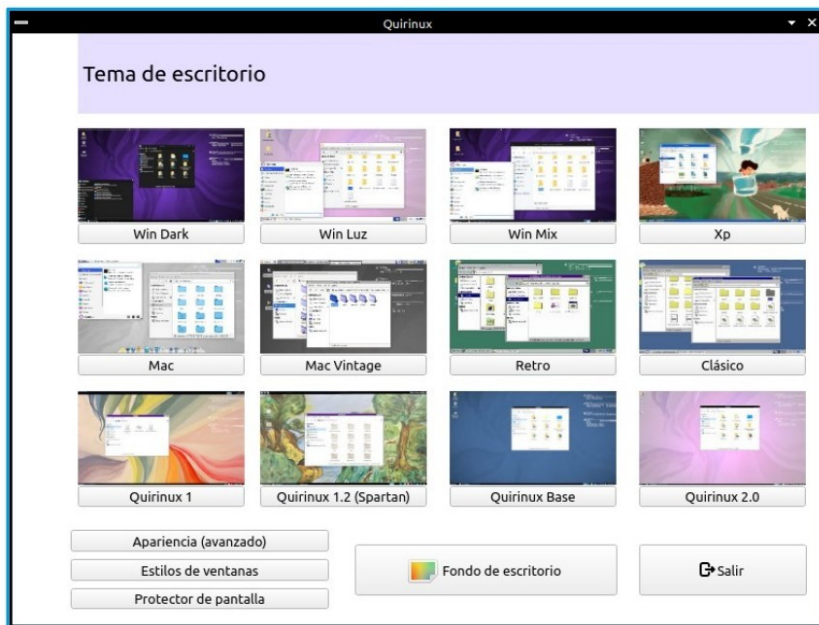 Quirinux
Tema de escritorio
Win Dark
Win Luz
Win Mix
Xp
Mac
Mac Vintage
Retro
Clásico
Quirinux 1
Quirinux 1.2 (Spartan)
Quirinux Base
Quirinux 2.0
Apariencia (avanzado)
Estilos de ventanas
Protector de pantalla
Fondo de escritorio
Salir